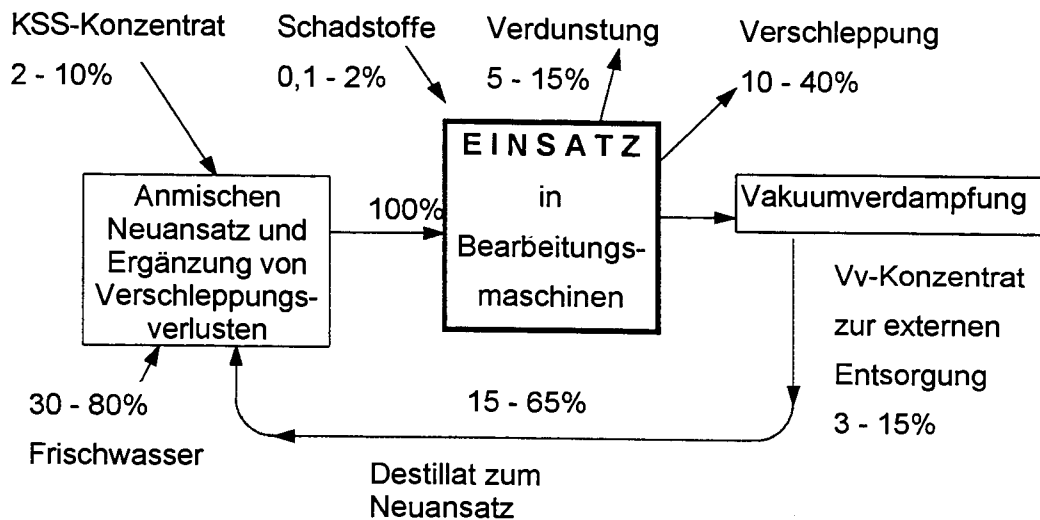 KSS-Konzentrat
2 - 10%
Schadstoffe
0,1 - 2%
Verdunstung
5 - 15%
Verschleppung
10 - 40%
Anmischen
Neuansatz und
Ergänzung von
Verschleppungs-
verlusten
100%
EINSATZ
in
Bearbeitungs-
maschinen
Vakuumverdampfung
Vv-Konzentrat
zur externen
Entsorgung
3 - 15%
30 - 80%
Frischwasser
15 - 65%
Destillat zum
Neuansatz